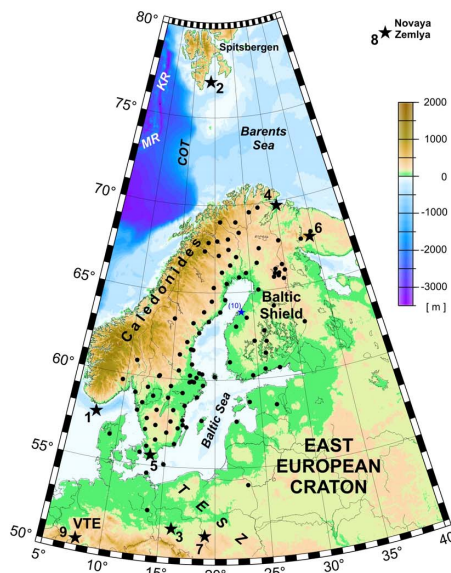 80°
Spitsbergen
2
8
Novaya
Zemlya
KR
75°
MR
COT
Barents
Sea
70°
4
6
65°
Caledonides
Baltic
Shield
(10)
60°
1
Baltic Sea
55°
5
EAST
EUROPEAN
CRATON
TESZ
50°
9
VTE
3
7
5°
10°
15°
20°
25°
30°
35°
40°
2000
1000
0
-1000
-2000
-3000
[ m ]